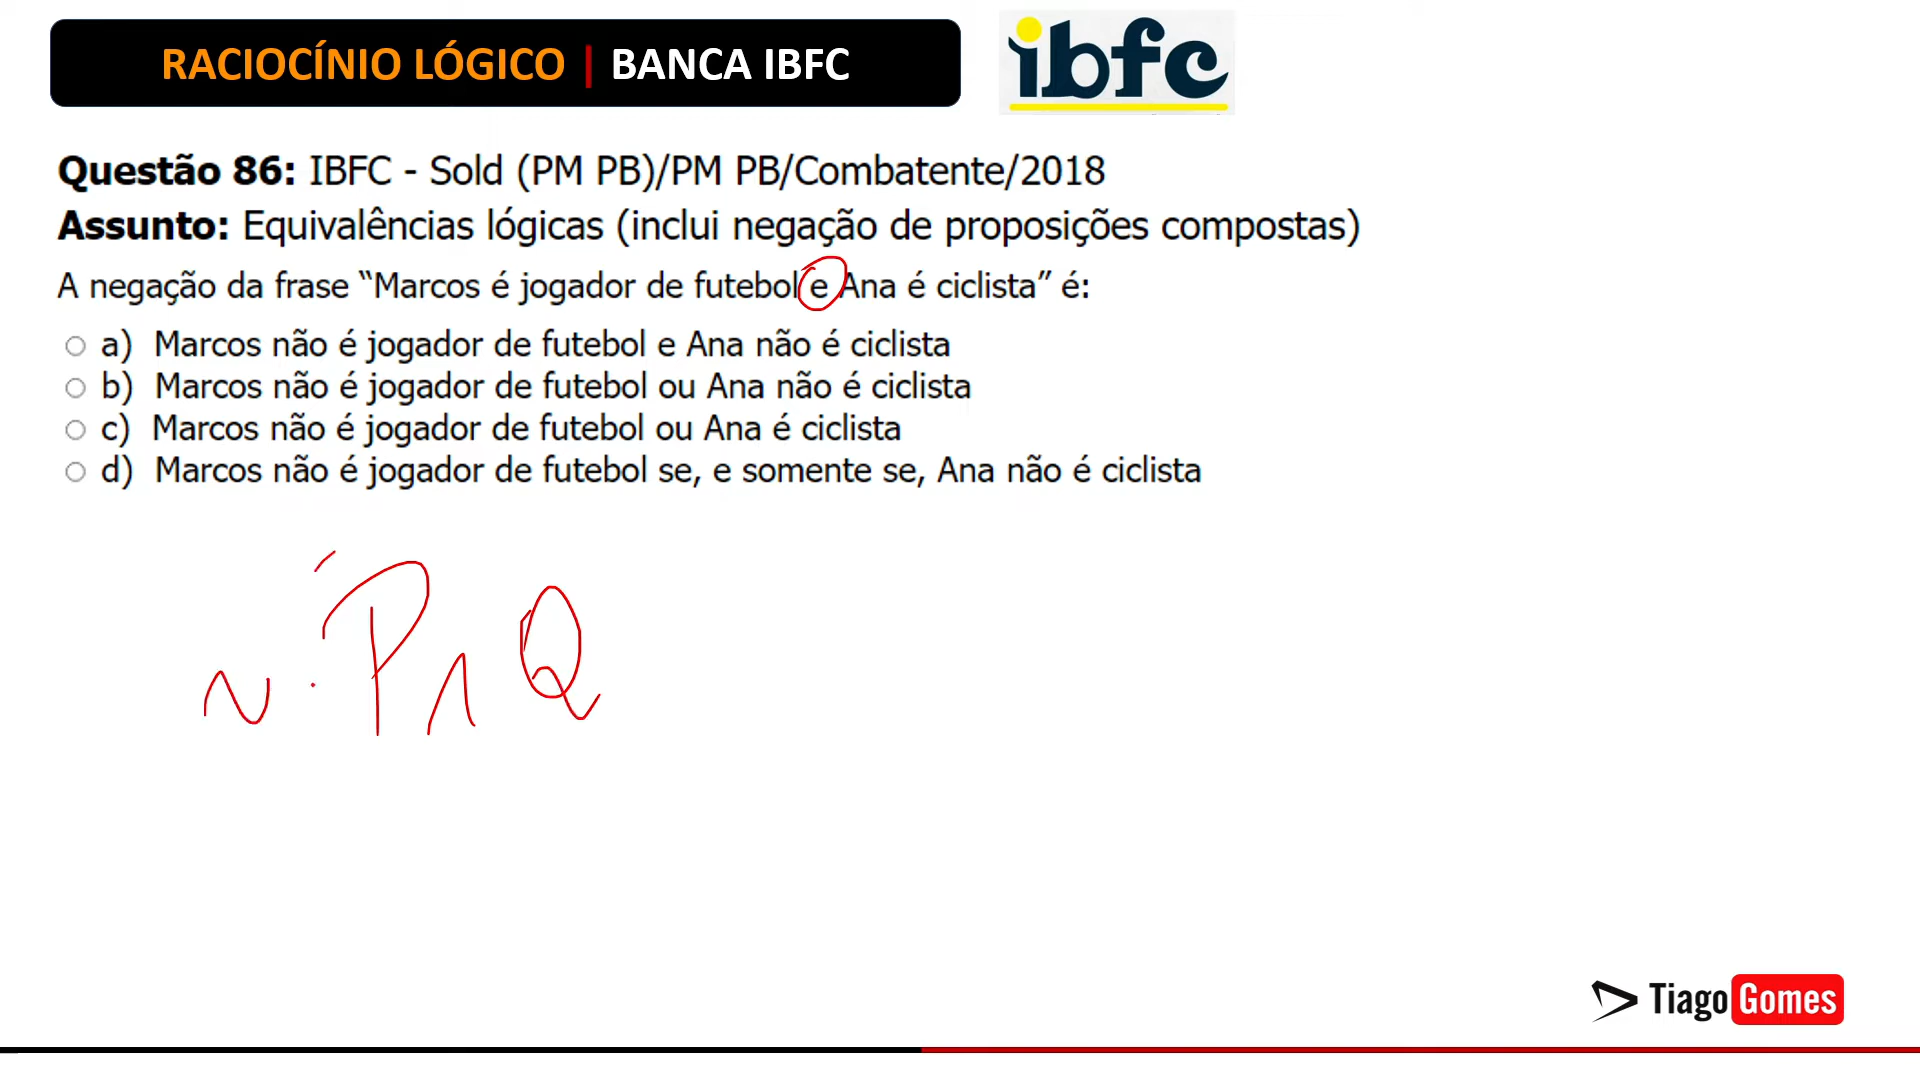 RACIOCÍNIO LÓGICO | BANCA IBFC
ibfc
Questão 86: IBFC - Sold (PM PB)/PM PB/Combatente/2018
Assunto: Equivalências lógicas (inclui negação de proposições compostas)
A negação da frase “Marcos é jogador de futebol e Ana é ciclista” é:
a) Marcos não é jogador de futebol e Ana não é ciclista
b) Marcos não é jogador de futebol ou Ana não é ciclista
c) Marcos não é jogador de futebol ou Ana é ciclista
d) Marcos não é jogador de futebol se, e somente se, Ana não é ciclista
~ P ∧ Q
Tiago Gomes